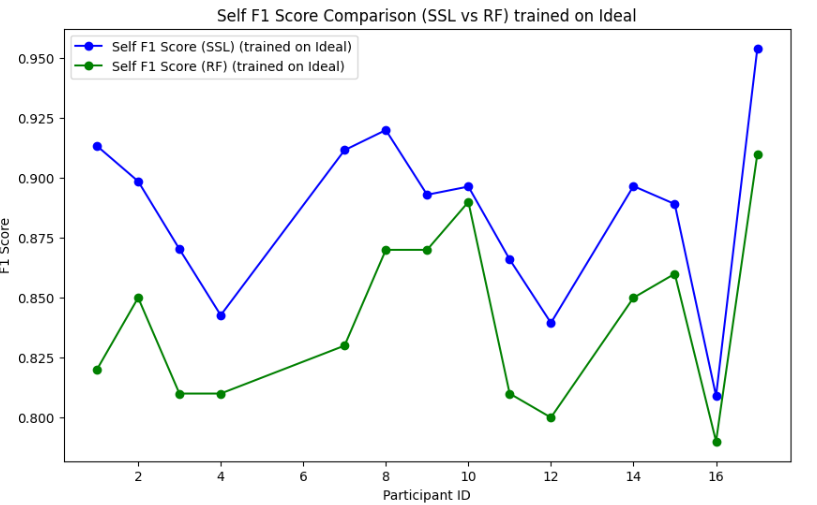 Self F1 Score Comparison (SSL vs RF) trained on Ideal
Self F1 Score (SSL) (trained on Ideal)
Self F1 Score (RF) (trained on Ideal)
0.950
0.925
0.900
0.875
0.850
0.825
0.800
F1 Score
2 4 6 8 10 12 14 16
Participant ID